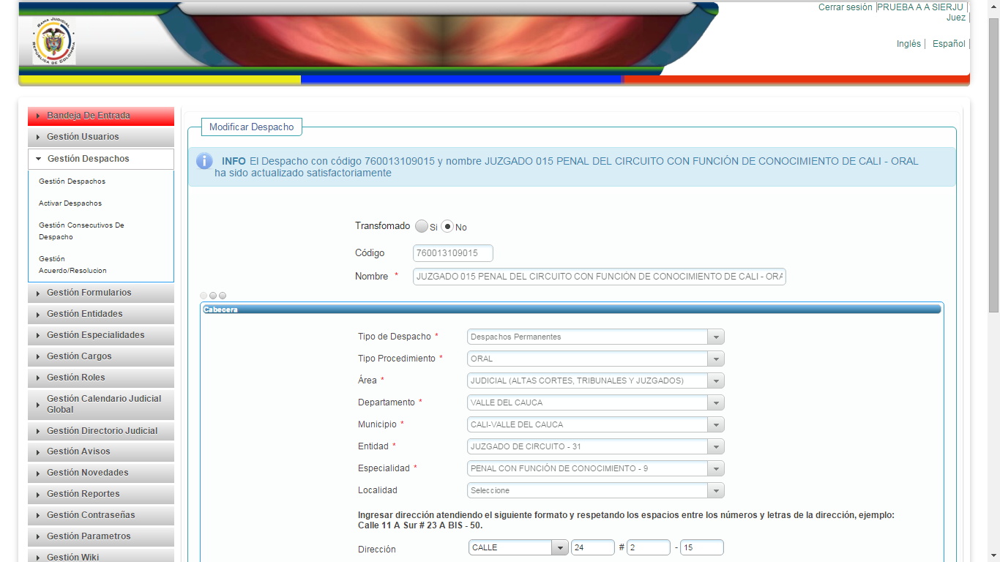 Cerrar sesión | PRUEBA A A SIERJU |
Juez |
Inglés | Español |
RAMA JUDICIAL
REPÚBLICA DE COLOMBIA
Bandeja De Entrada
Gestión Usuarios
Gestión Despachos
Gestión Despachos
Activar Despachos
Gestión Consecutivos De
Despacho
Gestión
Acuerdo/Resolucion
Gestión Formularios
Gestión Entidades
Gestión Especialidades
Gestión Cargos
Gestión Roles
Gestión Calendario Judicial
Global
Gestión Directorio Judicial
Gestión Avisos
Gestión Novedades
Gestión Reportes
Gestión Contraseñas
Gestión Parametros
Gestión Wiki
Modificar Despacho
INFO El Despacho con código 760013109015 y nombre JUZGADO 015 PENAL DEL CIRCUITO CON FUNCIÓN DE CONOCIMIENTO DE CALI - ORAL
ha sido actualizado satisfactoriamente
Transfomado Si No
Código 760013109015
Nombre * JUZGADO 015 PENAL DEL CIRCUITO CON FUNCIÓN DE CONOCIMIENTO DE CALI - ORA
Cabecera
Tipo de Despacho * Despachos Permanentes
Tipo Procedimiento * ORAL
Área * JUDICIAL (ALTAS CORTES, TRIBUNALES Y JUZGADOS)
Departamento * VALLE DEL CAUCA
Municipio * CALI-VALLE DEL CAUCA
Entidad * JUZGADO DE CIRCUITO - 31
Especialidad * PENAL CON FUNCIÓN DE CONOCIMIENTO - 9
Localidad Seleccione
Ingresar dirección atendiendo el siguiente formato y respetando los espacios entre los números y letras de la dirección, ejemplo:
Calle 11 A Sur # 23 A BIS - 50.
Dirección CALLE 24 # 2 - 15